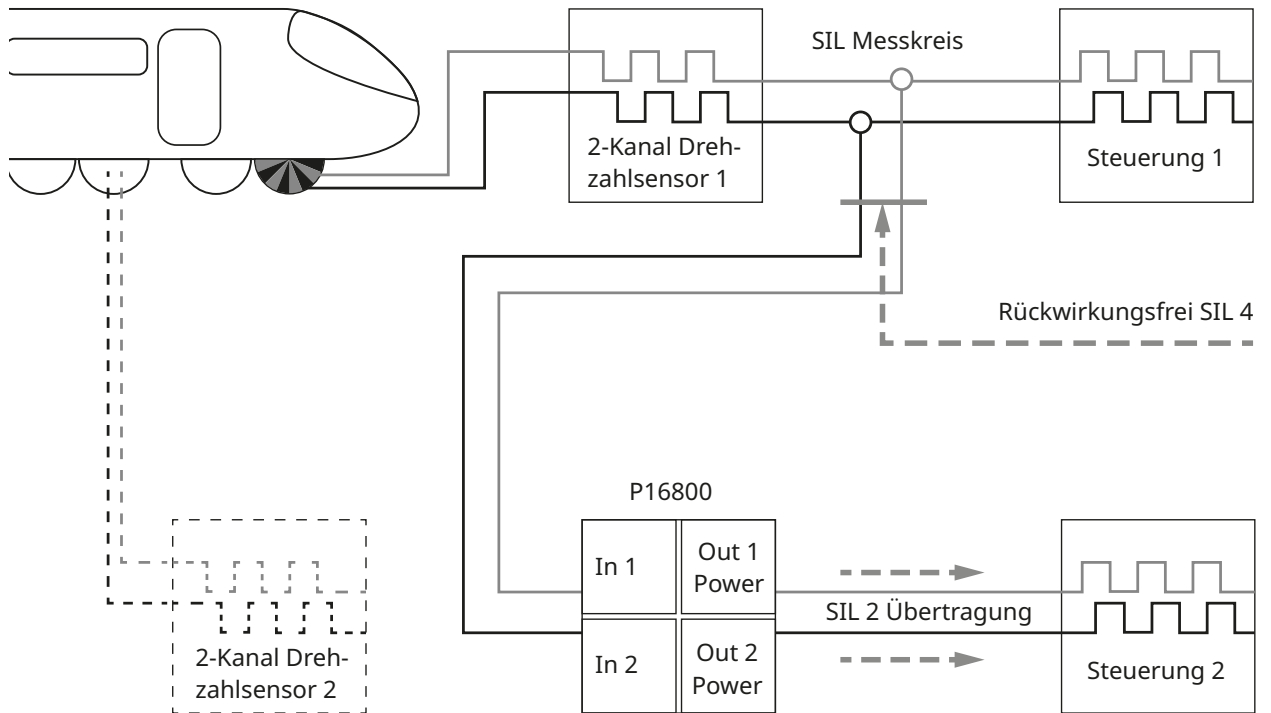 SIL Messkreis
2-Kanal Dreh-
zahlsensor 1
Steuerung 1
Rückwirkungsfrei SIL 4
P16800
In 1
Out 1
Power
SIL 2 Übertragung
In 2
Out 2
Power
Steuerung 2
2-Kanal Dreh-
zahlsensor 2